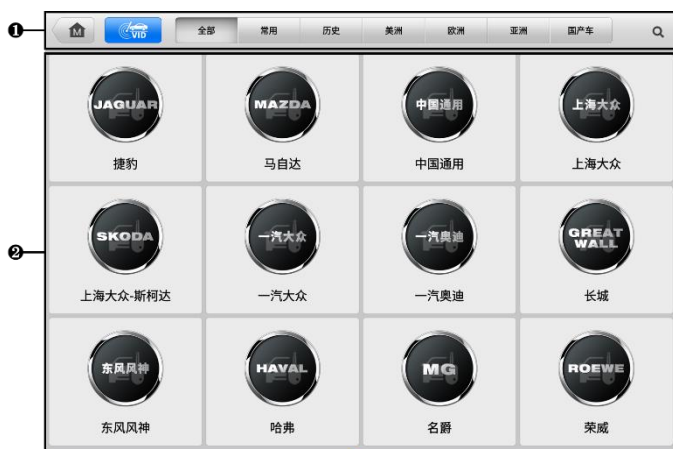 ❶
M
VID
全部
常用
历史
美洲
欧洲
亚洲
国产车
❷
JAGUAR
MAZDA
中国通用
上海大众
捷豹
马自达
中国通用
上海大众
SKODA
一汽大众
一汽奥迪
GREAT
WALL
上海大众-斯柯达
一汽大众
一汽奥迪
长城
东风风神
HAVAL
MG
ROEWE
东风风神
哈弗
名爵
荣威